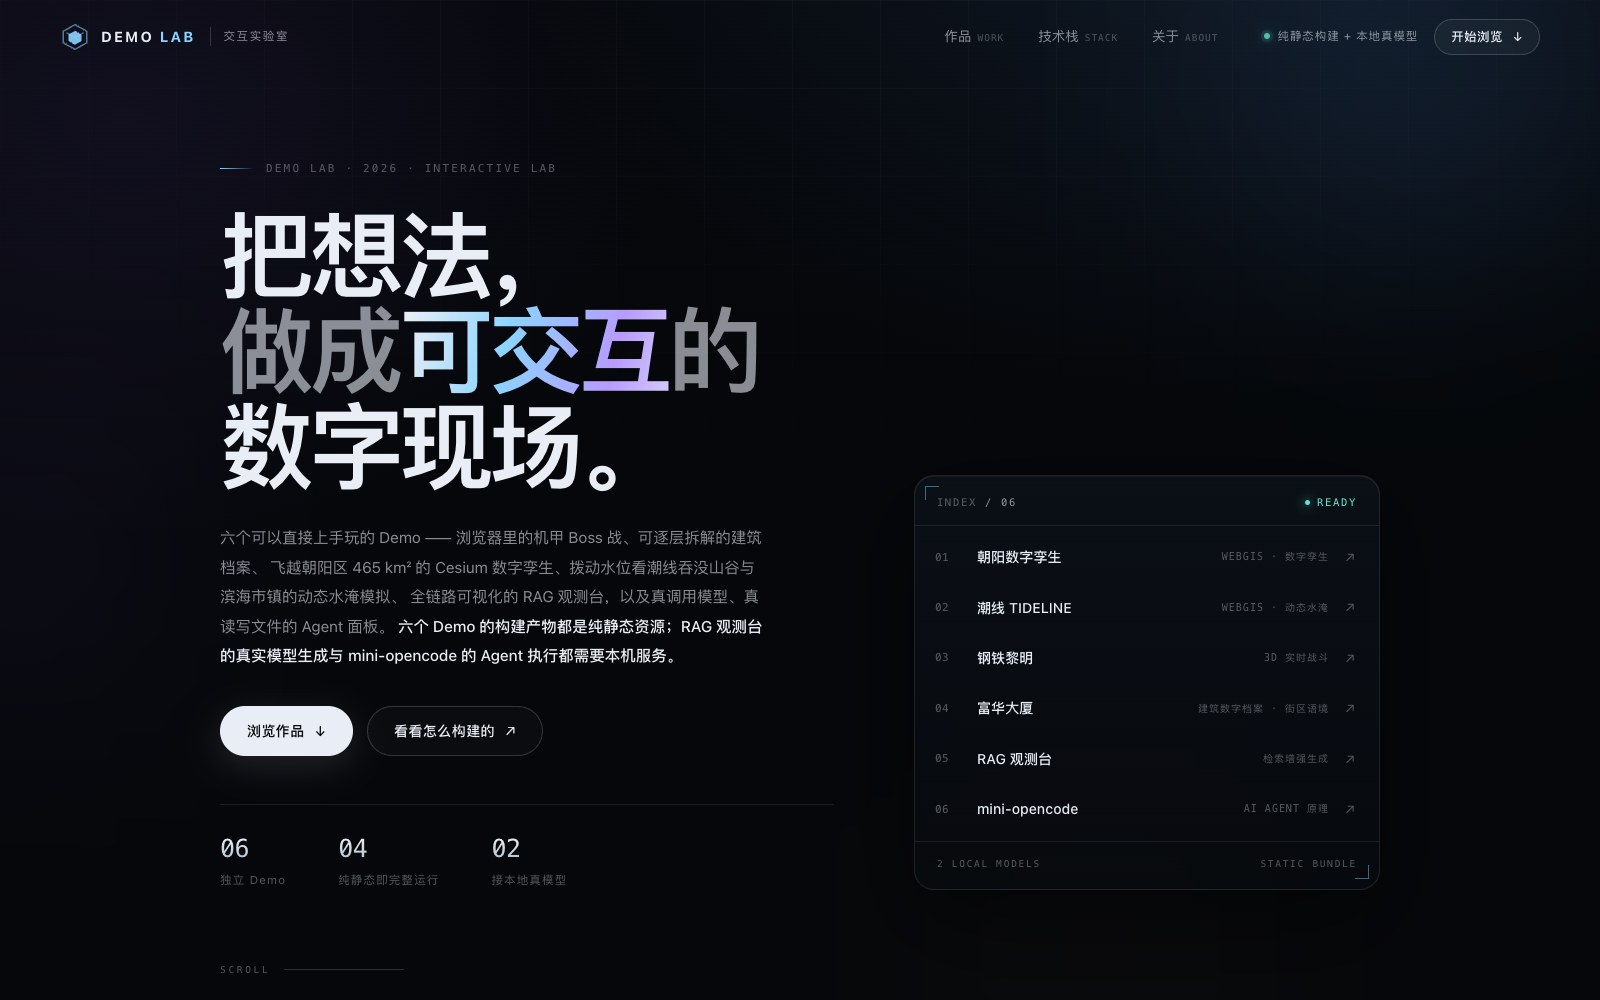 DEMO LAB 交互实验室
作品 WORK 技术栈 STACK 关于 ABOUT 纯静态构建 + 本地真模型 开始浏览 ↓
DEMO LAB · 2026 · INTERACTIVE LAB
把想法，
做成可交互的
数字现场。
六个可以直接上手玩的 Demo —— 浏览器里的机甲 Boss 战、可逐层拆解的建筑
档案、 飞越朝阳区 465 km² 的 Cesium 数字孪生、拨动水位看潮线吞没山谷与
滨海市镇的动态水淹模拟、 全链路可视化的 RAG 观测台，以及真调用模型、真
读写文件的 Agent 面板。 六个 Demo 的构建产物都是纯静态资源；RAG 观测台
的真实模型生成与 mini-opencode 的 Agent 执行都需要本机服务。
浏览作品 ↓ 看看怎么构建的 ↗
06 04 02
独立 Demo 纯静态即完整运行 接本地真模型
SCROLL
INDEX / 06 READY
01 朝阳数字孪生 WEBGIS · 数字孪生 ↗
02 潮线 TIDELINE WEBGIS · 动态水淹 ↗
03 钢铁黎明 3D 实时战斗 ↗
04 富华大厦 建筑数字档案 · 街区语境 ↗
05 RAG 观测台 检索增强生成 ↗
06 mini-opencode AI AGENT 原理 ↗
2 LOCAL MODELS STATIC BUNDLE